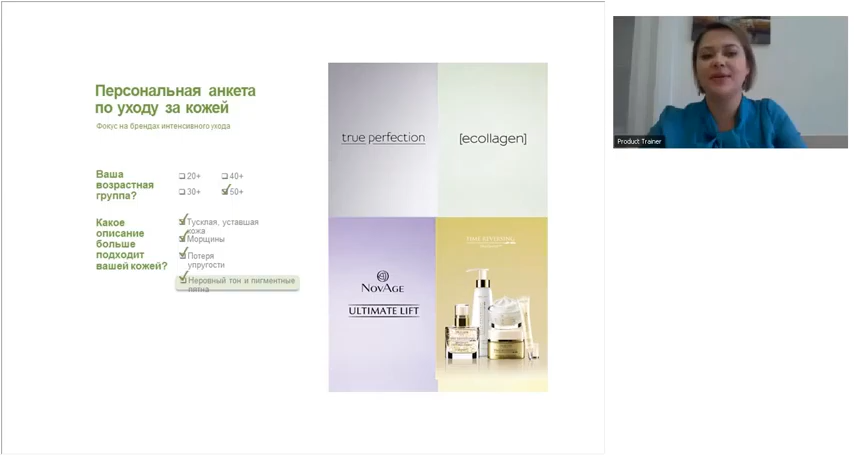 Персональная анкета
по уходу за кожей
Фокус на брендах интенсивного ухода
Ваша
возрастная
группа?
20+
40+
30+
50+
Какое
описание
больше
подходит
вашей кожей?
Тусклая, уставшая
кожа
Морщины
Потеря
упругости
Неровный тон и пигментные
пятна
true perfection
[ecollagen]
NOVAGE
ULTIMATE LIFT
TIME REVERSING
Product Trainer